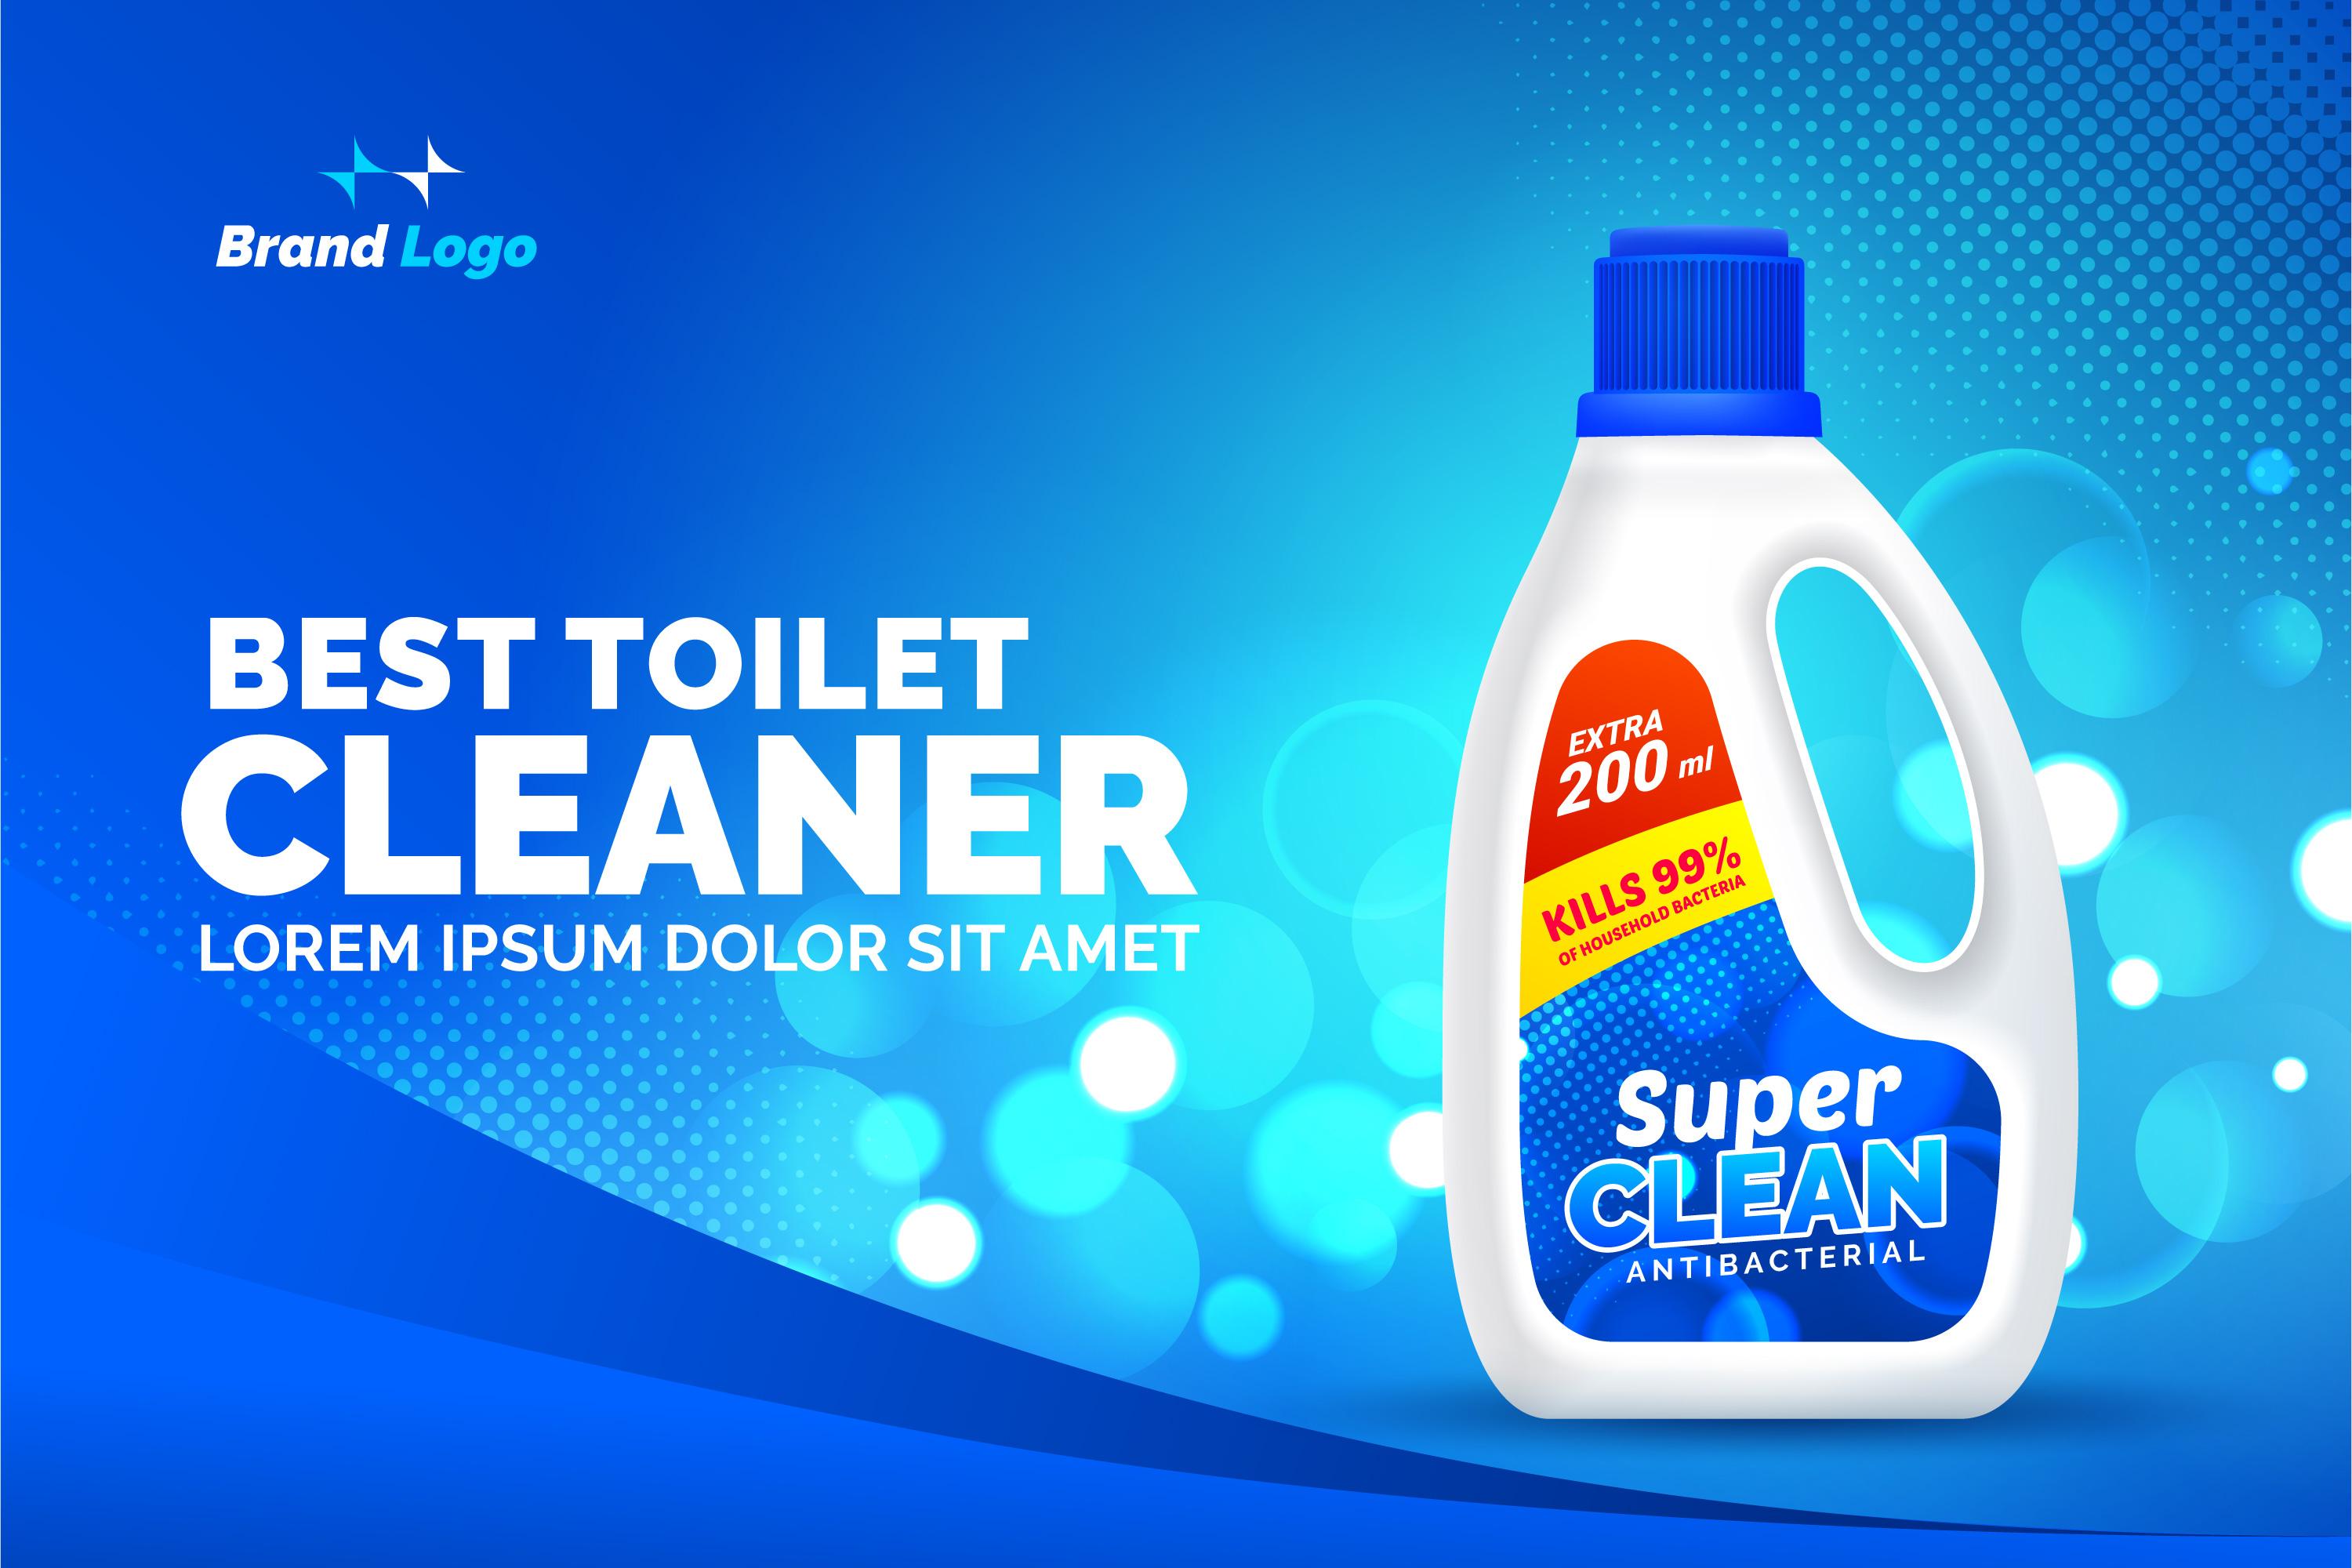 Brand Logo
BEST TOILET
CLEANER
LOREM IPSUM DOLOR SIT AMET
EXTRA
200 ml
KILLS 99%
OF HOUSEHOLD BACTERIA
Super
CLEAN
ANTIBACTERIAL